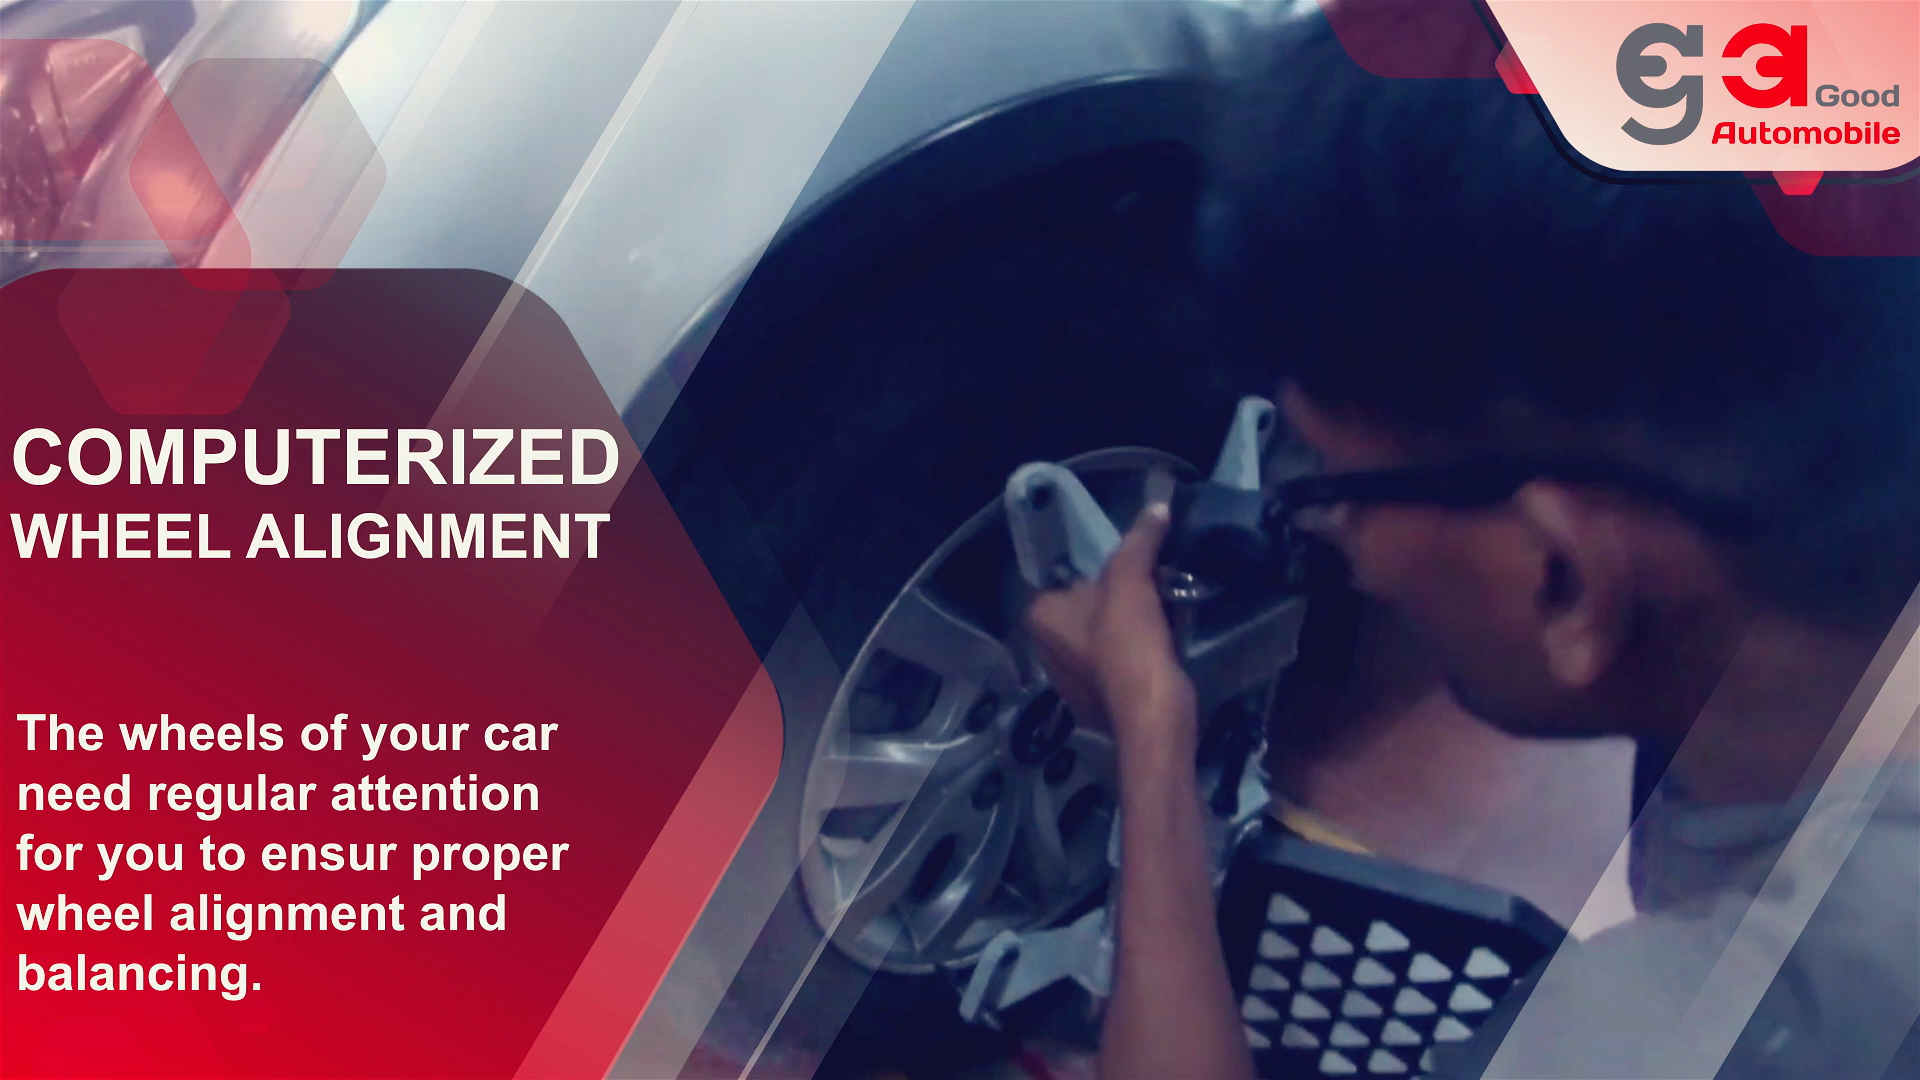 ga Good
Automobile
COMPUTERIZED
WHEEL ALIGNMENT
The wheels of your car
need regular attention
for you to ensur proper
wheel alignment and
balancing.